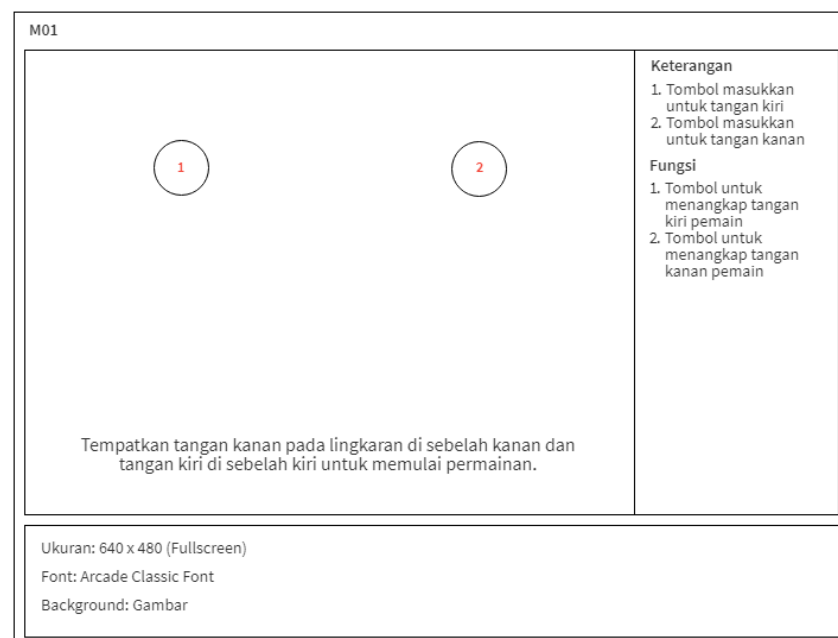 M01
1
2
Tempatkan tangan kanan pada lingkaran di sebelah kanan dan
tangan kiri di sebelah kiri untuk memulai permainan.
Keterangan
1. Tombol masukkan
untuk tangan kiri
2. Tombol masukkan
untuk tangan kanan
Fungsi
1. Tombol untuk
menangkap tangan
kiri pemain
2. Tombol untuk
menangkap tangan
kanan pemain
Ukuran: 640 x 480 (Fullscreen)
Font: Arcade Classic Font
Background: Gambar